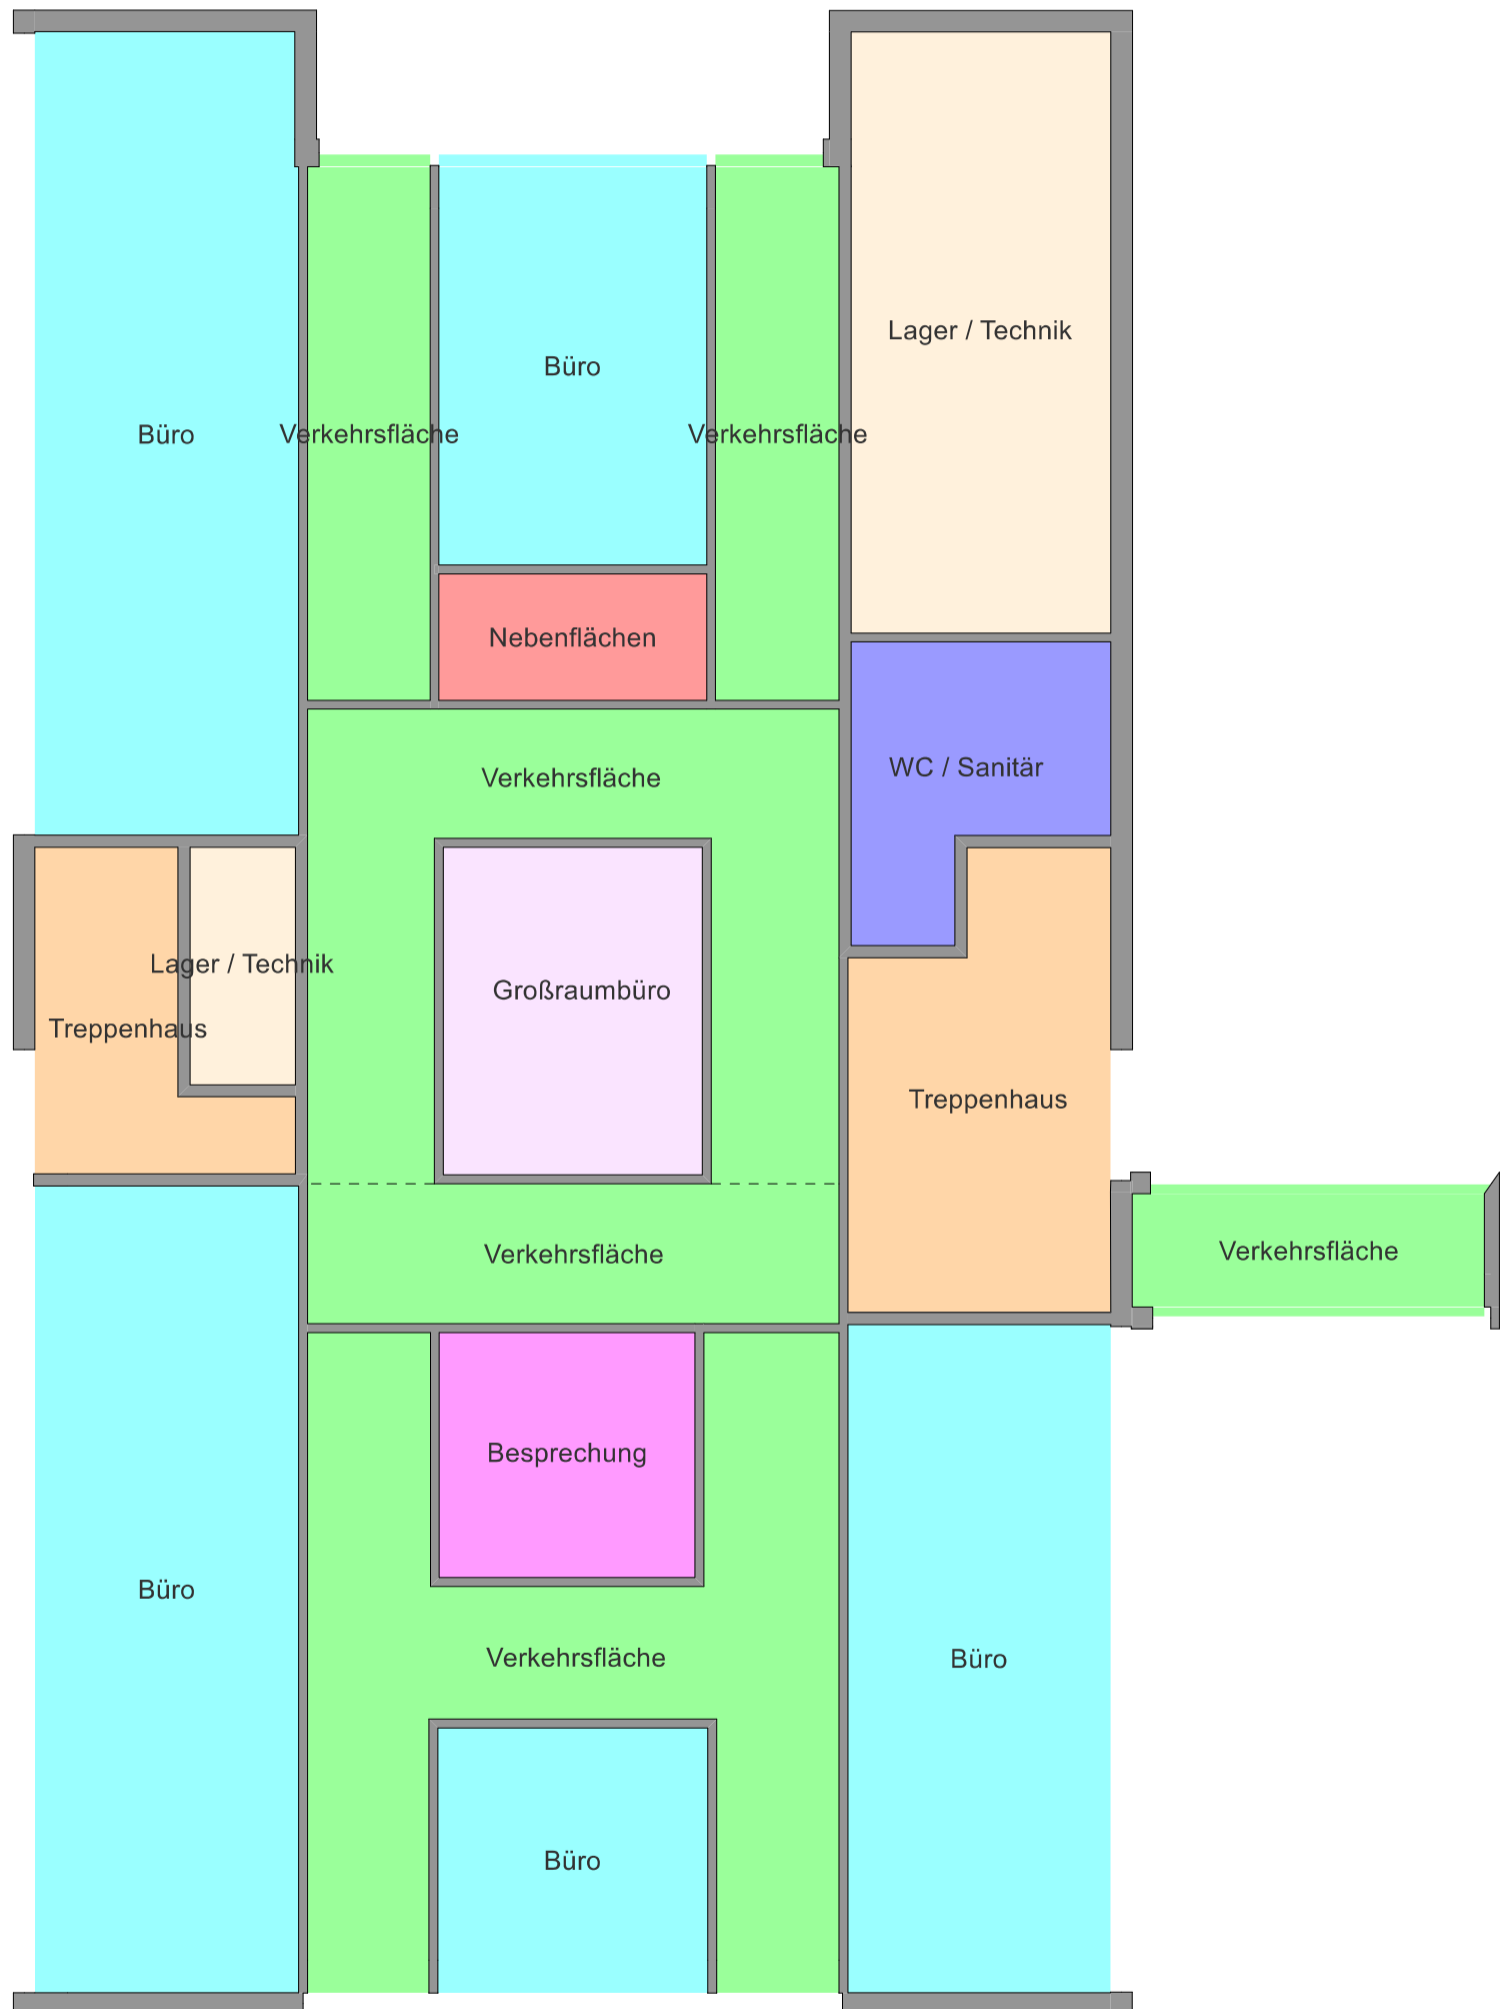 Lager / Technik
Büro
Büro
Verkehrsfläche
Verkehrsfläche
Nebenflächen
WC / Sanitär
Verkehrsfläche
Lager / Technik
Großraumbüro
Treppenhaus
Treppenhaus
Verkehrsfläche
Verkehrsfläche
Besprechung
Büro
Verkehrsfläche
Büro
Büro